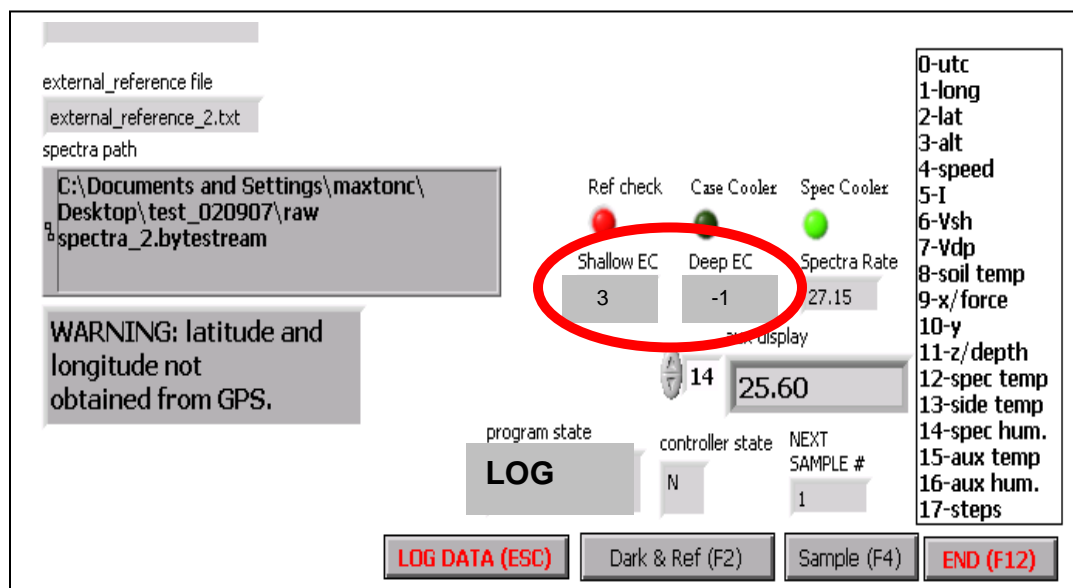 external_reference file
external_reference_2.txt
spectra path
C:\Documents and Settings\maxtonc\
Desktop\test_020907\raw
spectra_2.bytestream
WARNING: latitude and
longitude not
obtained from GPS.
Ref check
Case Cooler
Spec Cooler
Shallow EC
Deep EC
Spectra Rate
3
-1
27.15
aux display
14
25.60
program state
LOG
controller state
N
NEXT
SAMPLE #
1
0-utc
1-long
2-lat
3-alt
4-speed
5-I
6-Vsh
7-Vdp
8-soil temp
9-x/force
10-y
11-z/depth
12-spec temp
13-side temp
14-spec hum.
15-aux temp
16-aux hum.
17-steps
LOG DATA (ESC)
Dark & Ref (F2)
Sample (F4)
END (F12)